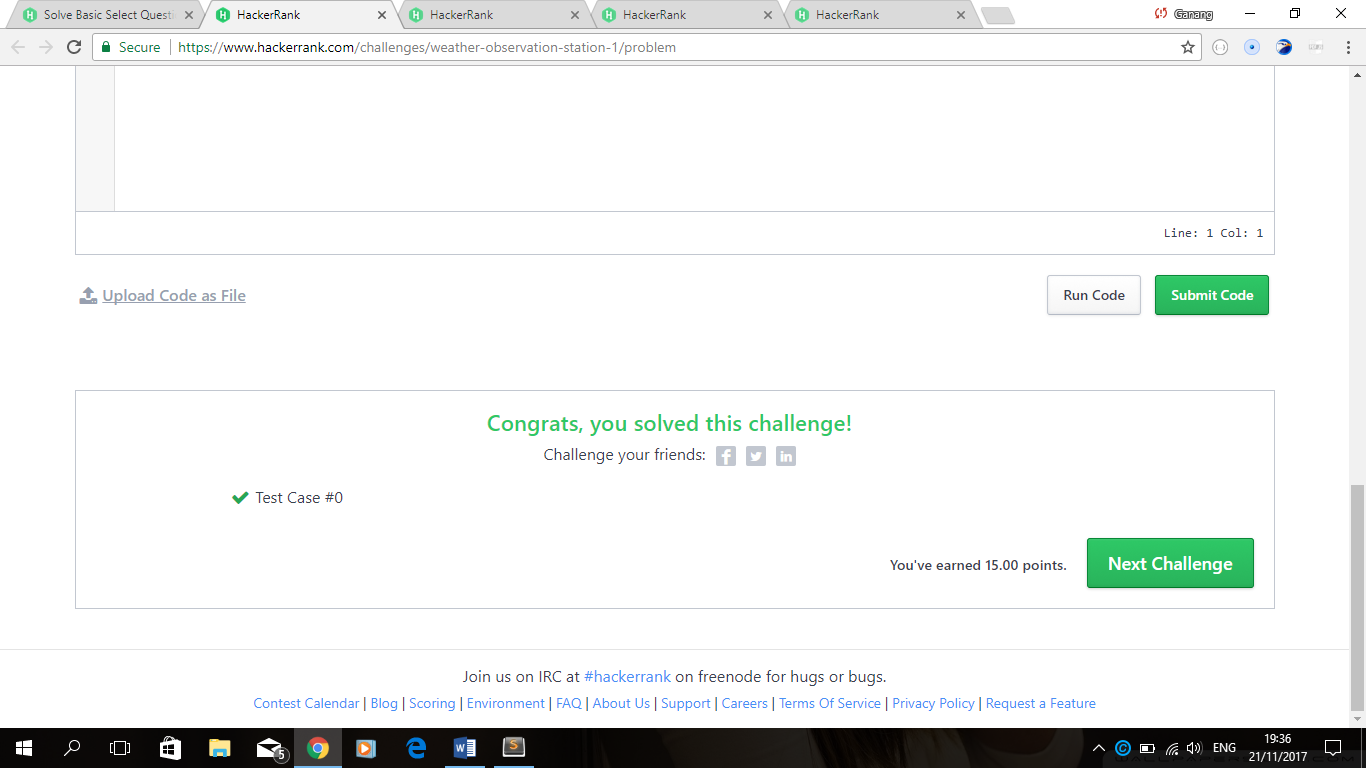 Solve Basic Select Questi
HackerRank
HackerRank
HackerRank
HackerRank
Ganang
Secure
https://www.hackerrank.com/challenges/weather-observation-station-1/problem
Line: 1 Col: 1
Upload Code as File
Run Code
Submit Code
Congrats, you solved this challenge!
Challenge your friends:
Test Case #0
You've earned 15.00 points.
Next Challenge
Join us on IRC at #hackerrank on freenode for hugs or bugs.
Contest Calendar | Blog | Scoring | Environment | FAQ | About Us | Support | Careers | Terms Of Service | Privacy Policy | Request a Feature
5
ENG
19:36
21/11/2017